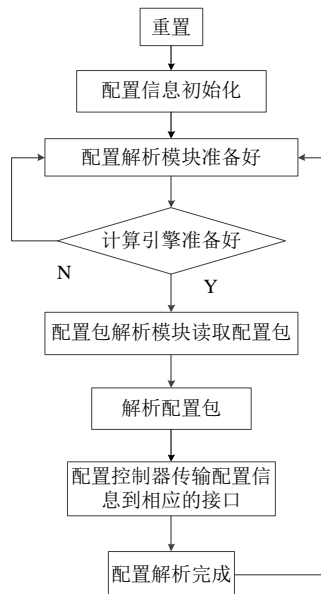 重置
配置信息初始化
配置解析模块准备好
计算引擎准备好
N
Y
配置包解析模块读取配置包
解析配置包
配置控制器传输配置信
息到相应的接口
配置解析完成